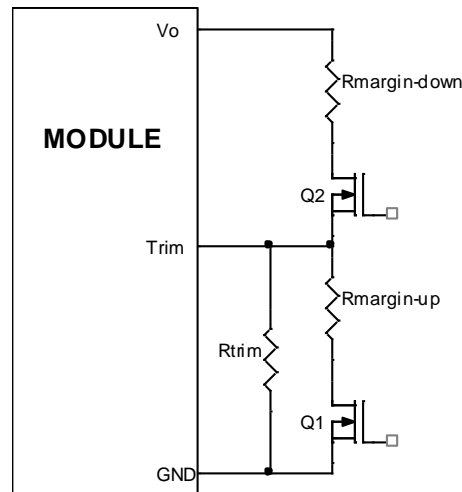 Vo
Rmargin-down
MODULE
Q2
Trim
Rmargin-up
Rtrim
Q1
GND